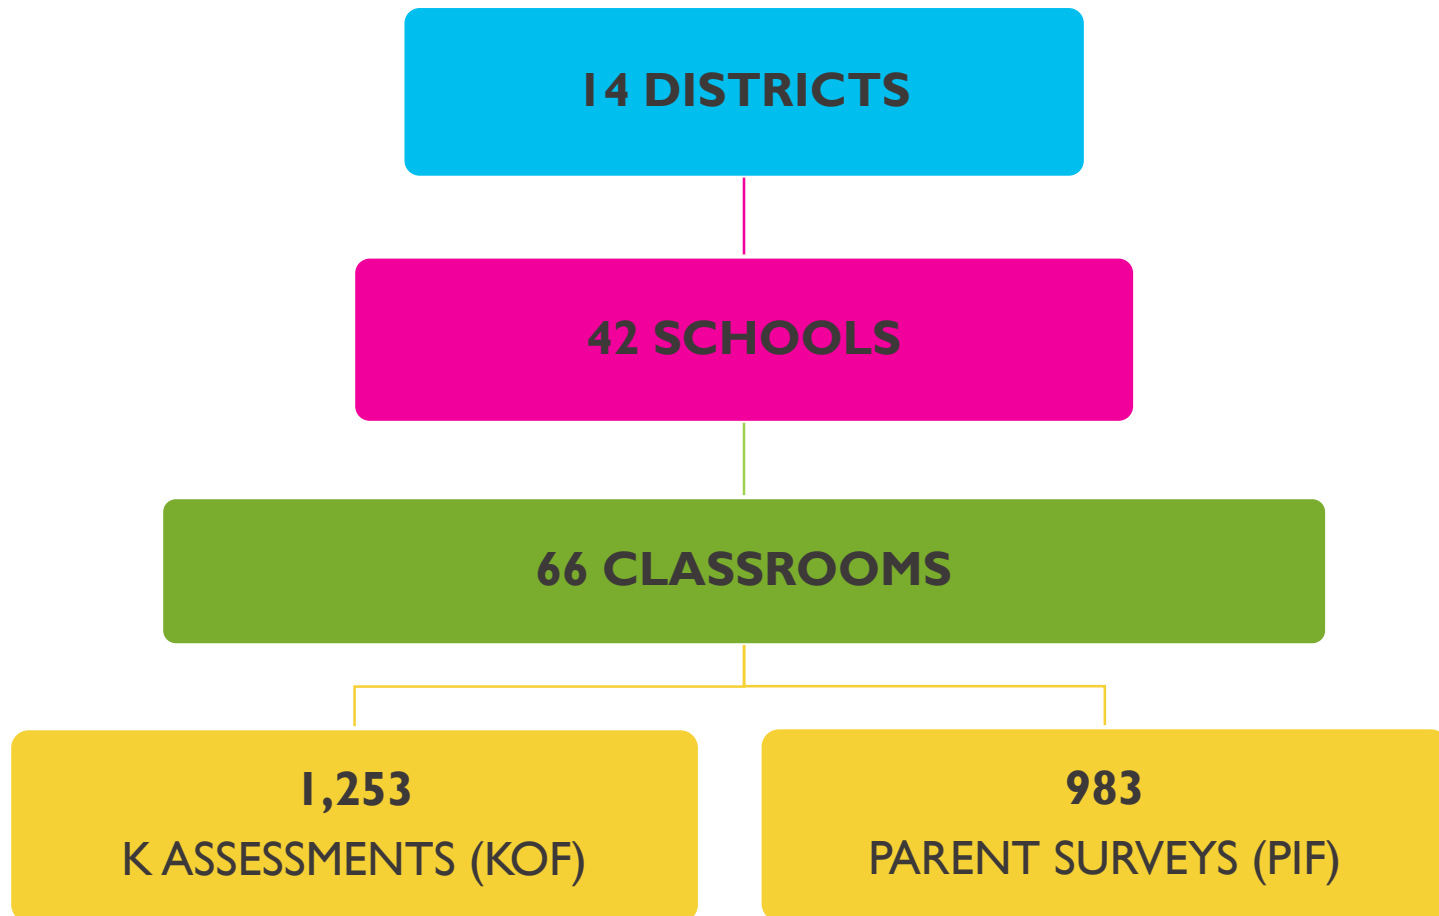 14 DISTRICTS
42 SCHOOLS
66 CLASSROOMS
1,253
K ASSESSMENTS (KOF)
983
PARENT SURVEYS (PIF)